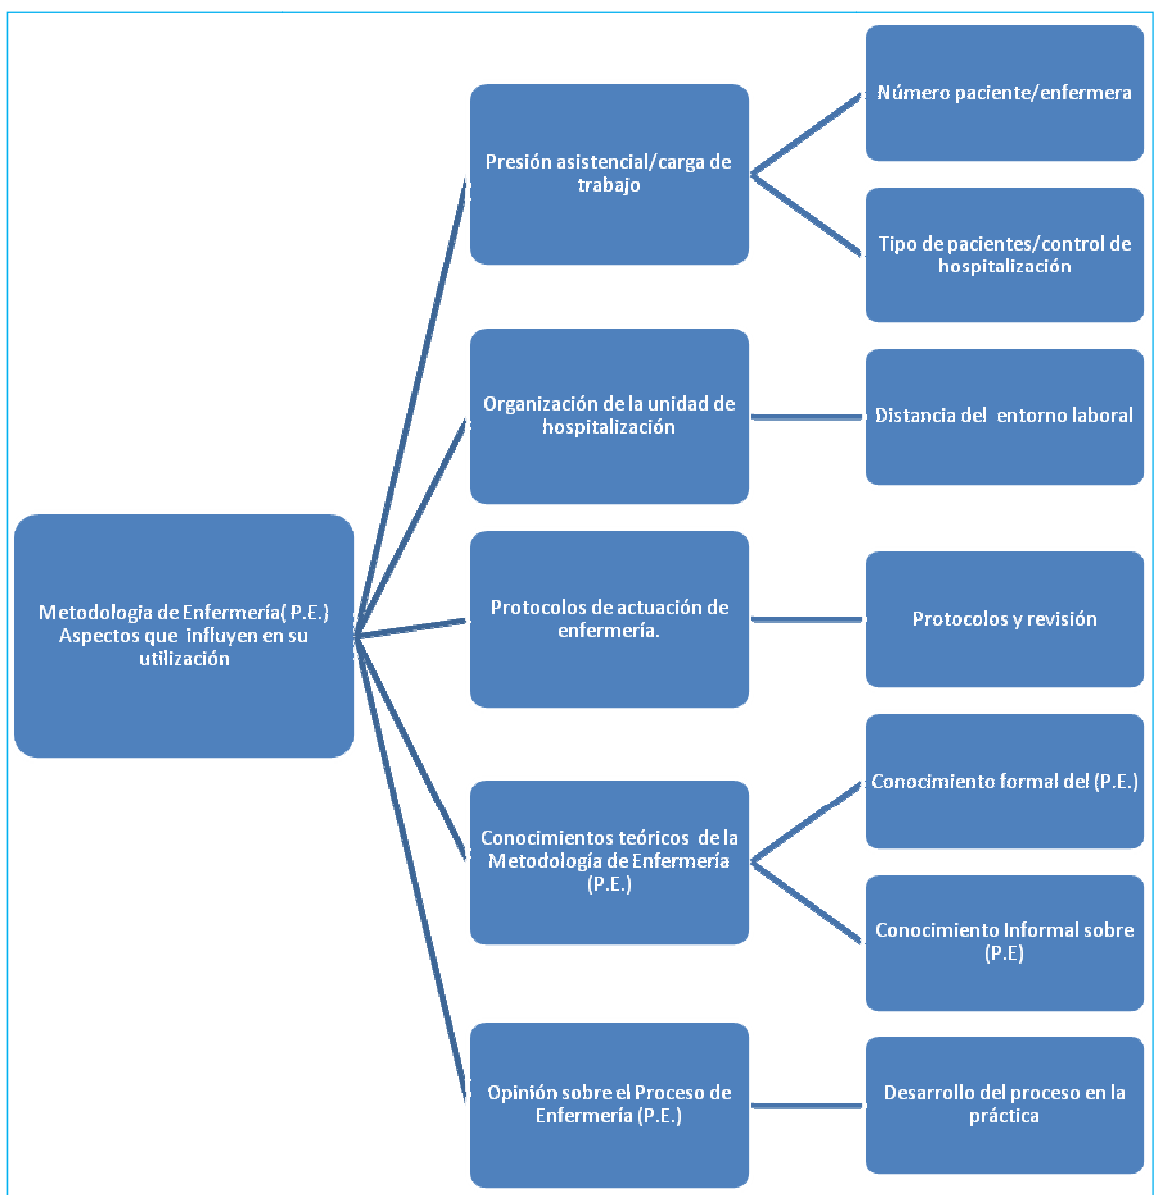 Metodologia de Enfermería( P.E.)
Aspectos que influyen en su
utilización
Presión asistencial/carga de
trabajo
Número paciente/enfermera
Tipo de pacientes/control de
hospitalización
Organización de la unidad de
hospitalización
Distancia del entorno laboral
Protocolos de actuación de
enfermería.
Protocolos y revisión
Conocimientos teóricos de la
Metodología de Enfermería
(P.E.)
Conocimiento formal del (P.E.)
Conocimiento Informal sobre
(P.E)
Opinión sobre el Proceso de
Enfermería (P.E.)
Desarrollo del proceso en la
práctica